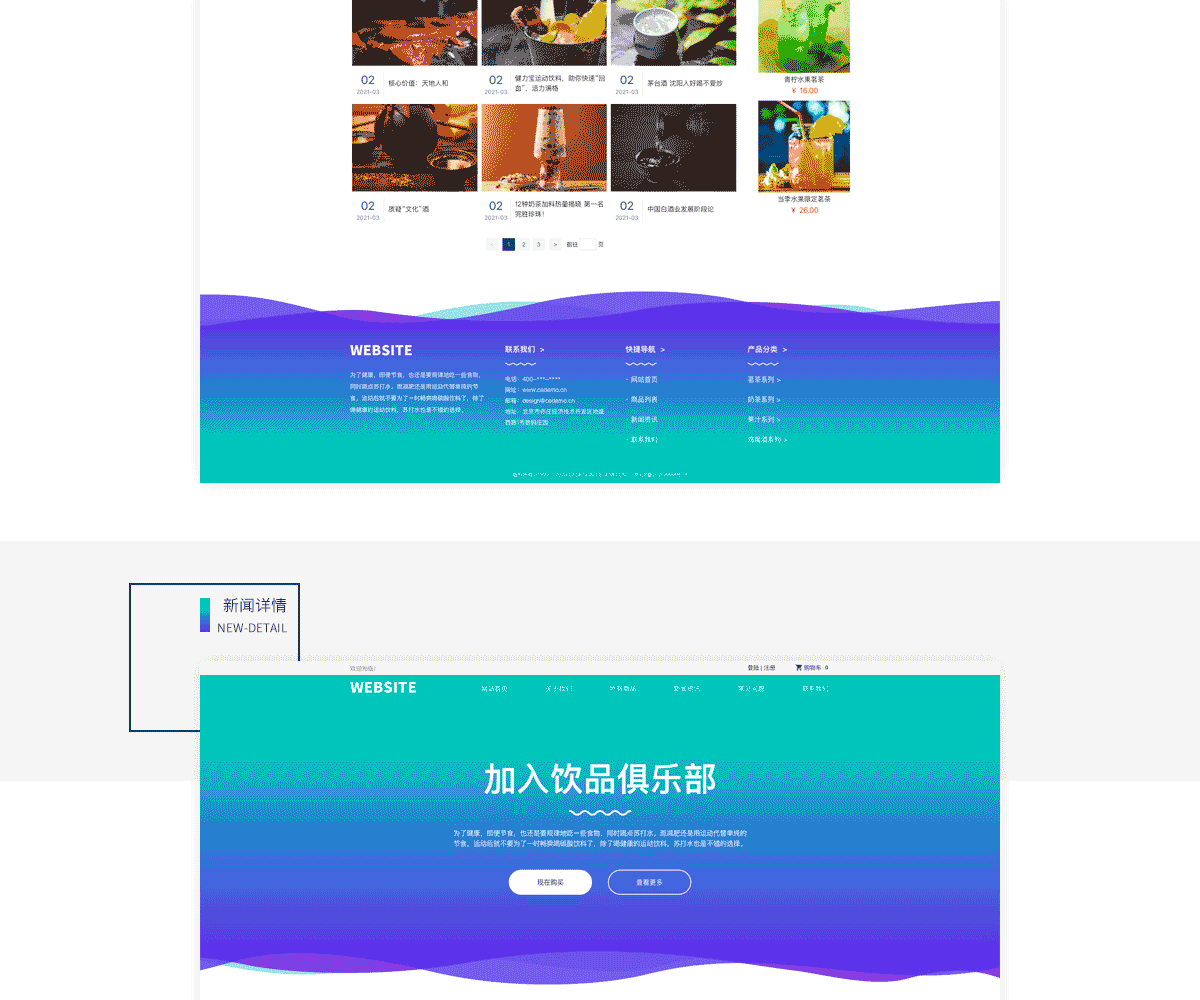 02
2021-03
核心价值：天地人和
02
2021-03
健力宝运动饮料，助你快速“回
血”、活力满格
02
2021-03
茅台酒 沈阳人好喝不爱炒
青柠水果茗茶
¥ 16.00
02
2021-03
质疑“文化”酒
02
2021-03
12种奶茶加料热量揭晓 第一名
完胜珍珠！
02
2021-03
中国白酒业发展阶段论
当季水果限定茗茶
¥ 26.00
< 1 2 3 > 前往 页
WEBSITE
为了健康，即便节食，也还是要规律地吃一些食物，
同时喝点苏打水。而减肥还是用运动代替单纯的节
食。运动后就不要为了一时畅爽喝碳酸饮料了，除了
喝健康的运动饮料，苏打水也是不错的选择。
联系我们 >
电话：400-***-****
网址：www.cedemo.cn
邮箱：design@cedemo.cn
快捷导航 >
· 网站首页
· 商品列表
· 新闻资讯
· 联系我们
产品分类 >
茗茶系列 >
奶茶系列 >
果汁系列 >
鸡尾酒系列 >
新闻详情
NEW-DETAIL
欢迎光临！
登陆 | 注册
购物车 0
WEBSITE
网站首页
关于我们
新闻资讯
常见问题
联系我们
加入饮品俱乐部
为了健康，即便节食，也还是要规律地吃一些食物，同时喝点苏打水。而减肥还是用运动代替单纯的
节食。运动后就不要为了一时畅爽喝碳酸饮料了，除了喝健康的运动饮料，苏打水也是不错的选择。
现在购买
查看更多